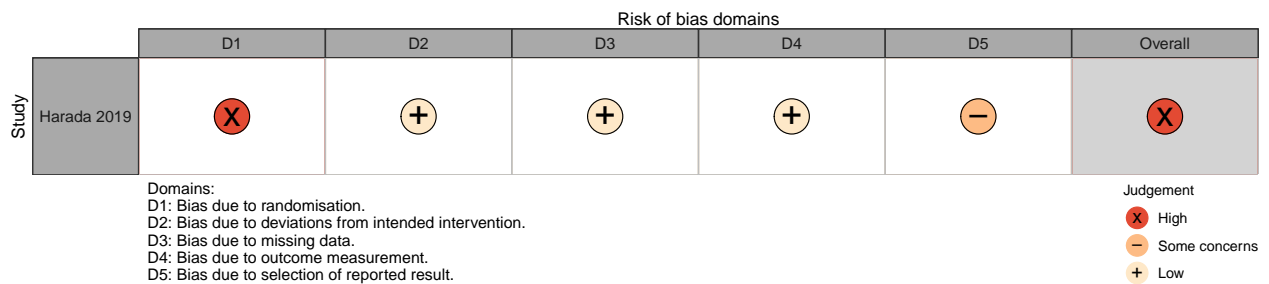 Risk of bias domains
D1 D2 D3 D4 D5 Overall
Study Harada 2019 X + + + − X
Domains:
D1: Bias due to randomisation.
D2: Bias due to deviations from intended intervention.
D3: Bias due to missing data.
D4: Bias due to outcome measurement.
D5: Bias due to selection of reported result.
Judgement
X High
− Some concerns
+ Low